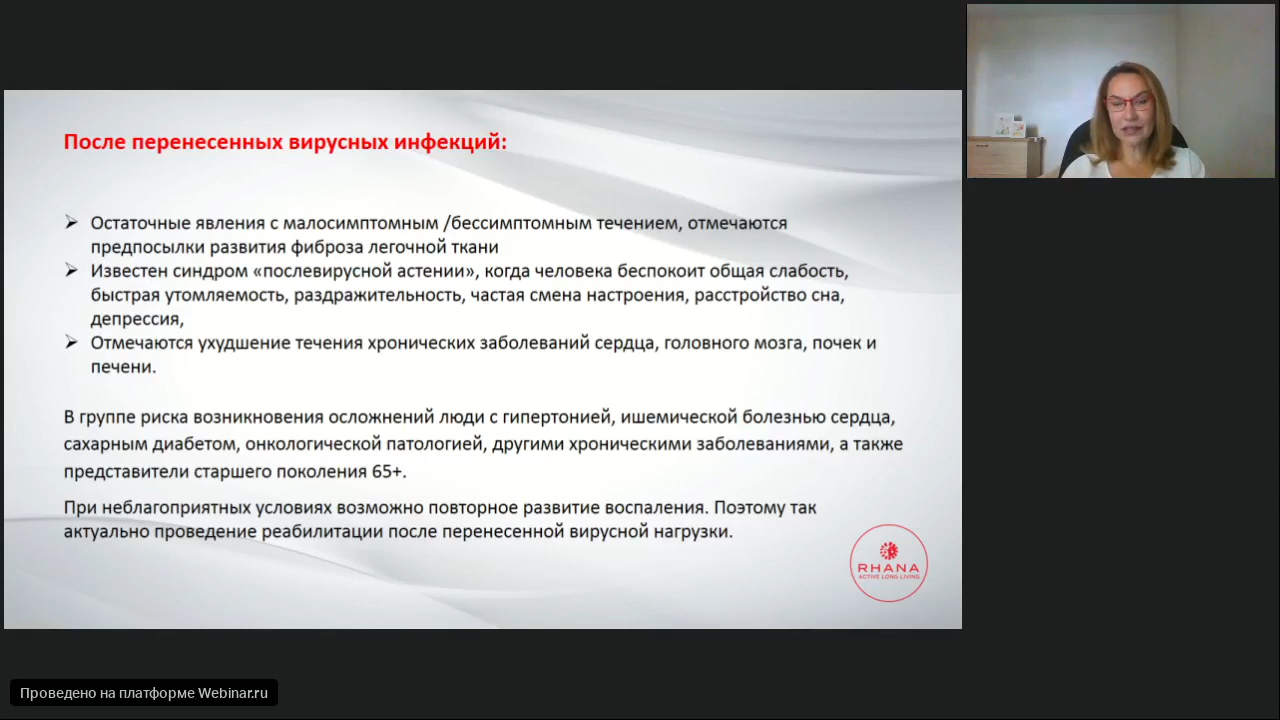 После перенесенных вирусных инфекций:
➢ Остаточные явления с малосимптомным /бессимптомным течением, отмечаются
предпосылки развития фиброза легочной ткани
➢ Известен синдром «послевирусной астении», когда человека беспокоит общая слабость,
быстрая утомляемость, раздражительность, частая смена настроения, расстройство сна,
депрессия,
➢ Отмечаются ухудшение течения хронических заболеваний сердца, головного мозга, почек и
печени.
В группе риска возникновения осложнений люди с гипертонией, ишемической болезнью сердца,
сахарным диабетом, онкологической патологией, другими хроническими заболеваниями, а также
представители старшего поколения 65+.
При неблагоприятных условиях возможно повторное развитие воспаления. Поэтому так
актуально проведение реабилитации после перенесенной вирусной нагрузки.
RHANA
ACTIVE LONG LIVING
Проведено на платформе Webinar.ru